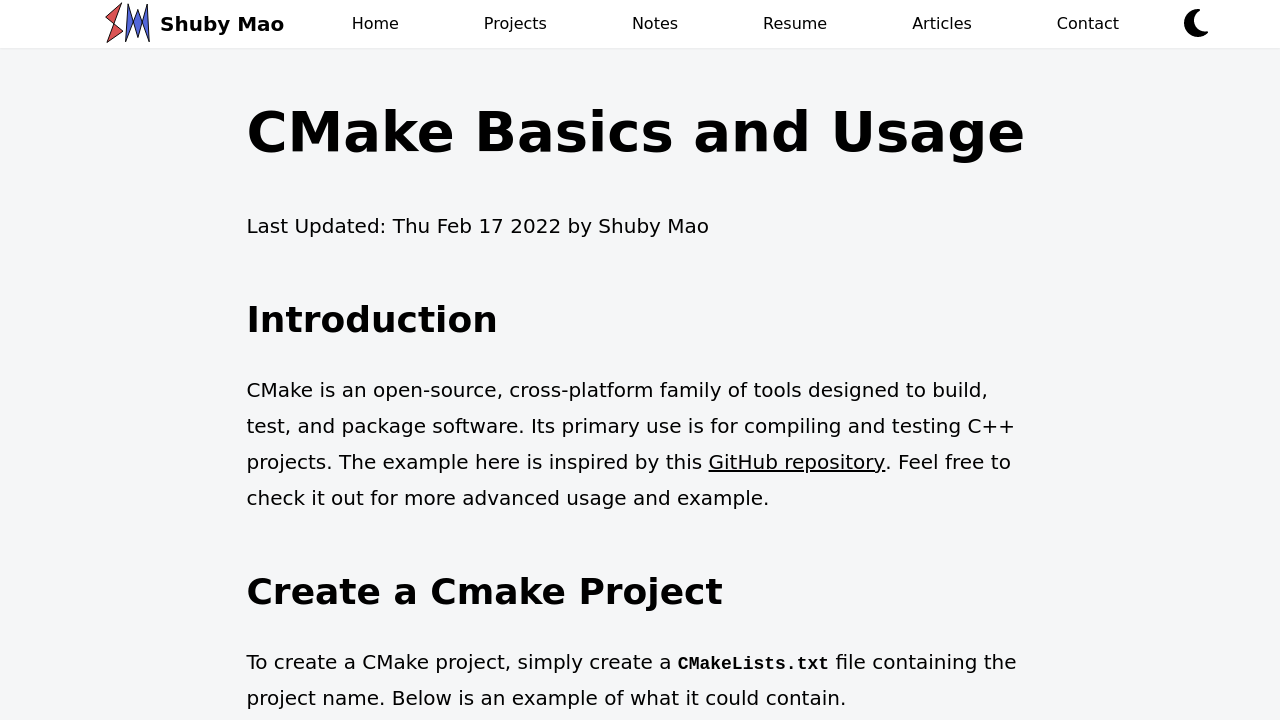 Shuby Mao
Home
Projects
Notes
Resume
Articles
Contact
CMake Basics and Usage
Last Updated: Thu Feb 17 2022 by Shuby Mao
Introduction
CMake is an open-source, cross-platform family of tools designed to build,
test, and package software. Its primary use is for compiling and testing C++
projects. The example here is inspired by this GitHub repository. Feel free to
check it out for more advanced usage and example.
Create a Cmake Project
To create a CMake project, simply create a CMakeLists.txt file containing the
project name. Below is an example of what it could contain.